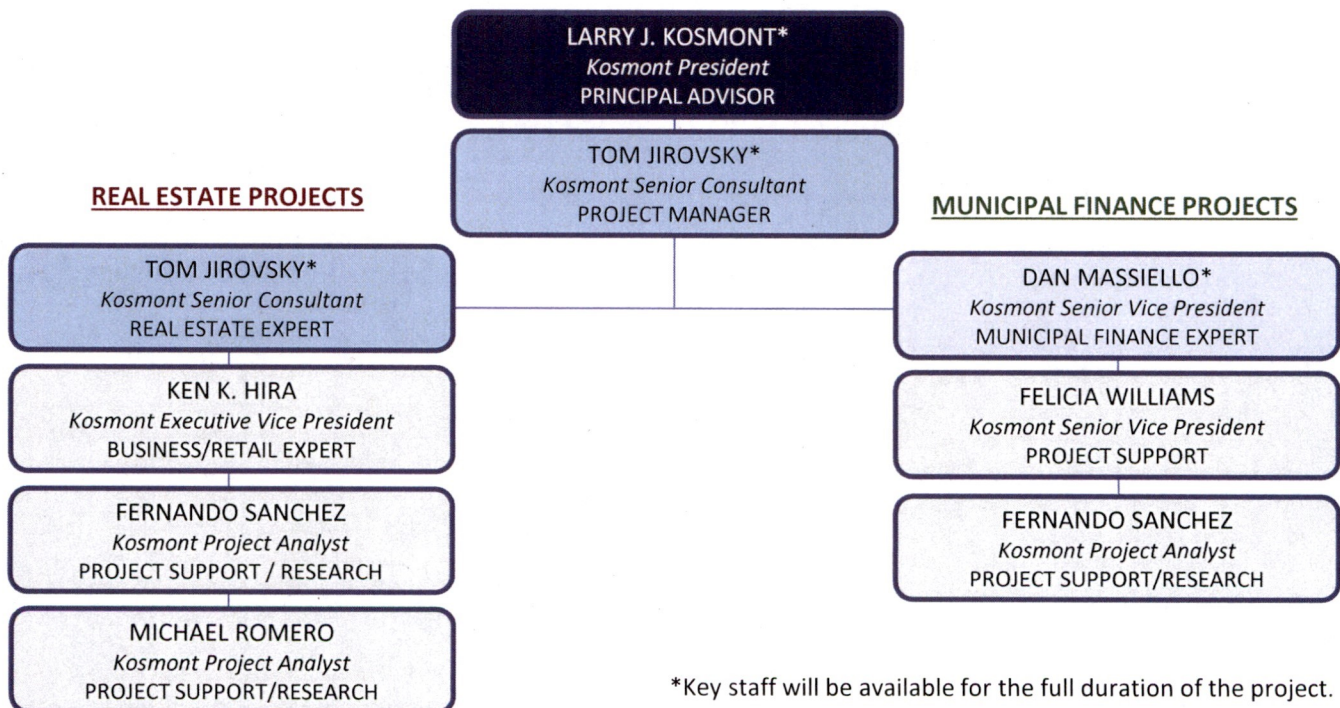 LARRY J. KOSMONT*
Kosmont President
PRINCIPAL ADVISOR
TOM JIROVSKY*
Kosmont Senior Consultant
PROJECT MANAGER
REAL ESTATE PROJECTS
TOM JIROVSKY*
Kosmont Senior Consultant
REAL ESTATE EXPERT
KEN K. HIRA
Kosmont Executive Vice President
BUSINESS/RETAIL EXPERT
FERNANDO SANCHEZ
Kosmont Project Analyst
PROJECT SUPPORT / RESEARCH
MICHAEL ROMERO
Kosmont Project Analyst
PROJECT SUPPORT/RESEARCH
MUNICIPAL FINANCE PROJECTS
DAN MASSIELLO*
Kosmont Senior Vice President
MUNICIPAL FINANCE EXPERT
FELICIA WILLIAMS
Kosmont Senior Vice President
PROJECT SUPPORT
FERNANDO SANCHEZ
Kosmont Project Analyst
PROJECT SUPPORT/RESEARCH
*Key staff will be available for the full duration of the project.